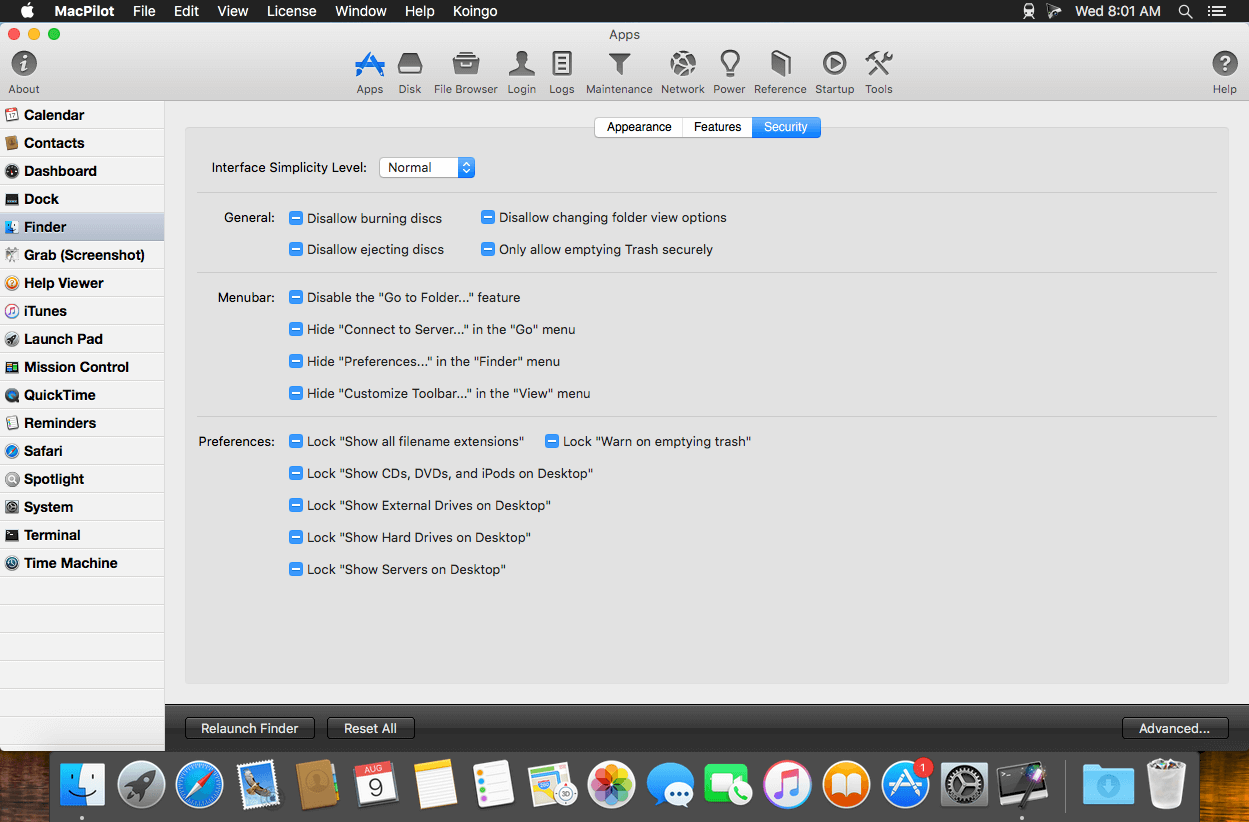 MacPilot File Edit View License Window Help Koingo Wed 8:01 AM
Apps
About Apps Disk File Browser Login Logs Maintenance Network Power Reference Startup Tools Help
Calendar
Contacts
Dashboard
Dock
Finder
Grab (Screenshot)
Help Viewer
iTunes
Launch Pad
Mission Control
QuickTime
Reminders
Safari
Spotlight
System
Terminal
Time Machine
Appearance Features Security
Interface Simplicity Level: Normal
General: Disallow burning discs Disallow changing folder view options
Disallow ejecting discs Only allow emptying Trash securely
Menubar: Disable the "Go to Folder..." feature
Hide "Connect to Server..." in the "Go" menu
Hide "Preferences..." in the "Finder" menu
Hide "Customize Toolbar..." in the "View" menu
Preferences: Lock "Show all filename extensions" Lock "Warn on emptying trash"
Lock "Show CDs, DVDs, and iPods on Desktop"
Lock "Show External Drives on Desktop"
Lock "Show Hard Drives on Desktop"
Lock "Show Servers on Desktop"
Relaunch Finder Reset All Advanced...
AUG
9
3D
1